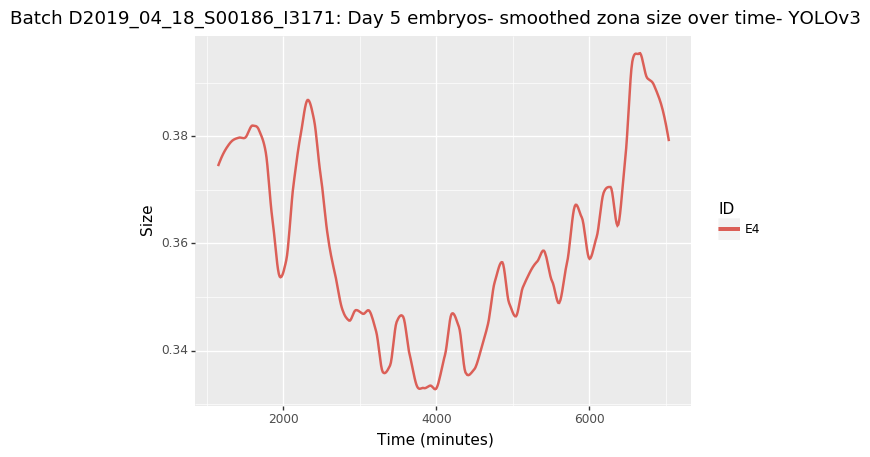 Batch D2019_04_18_S00186_I3171: Day 5 embryos- smoothed zona size over time- YOLOv3
0.38
0.36
0.34
Size
2000
4000
6000
Time (minutes)
ID
E4